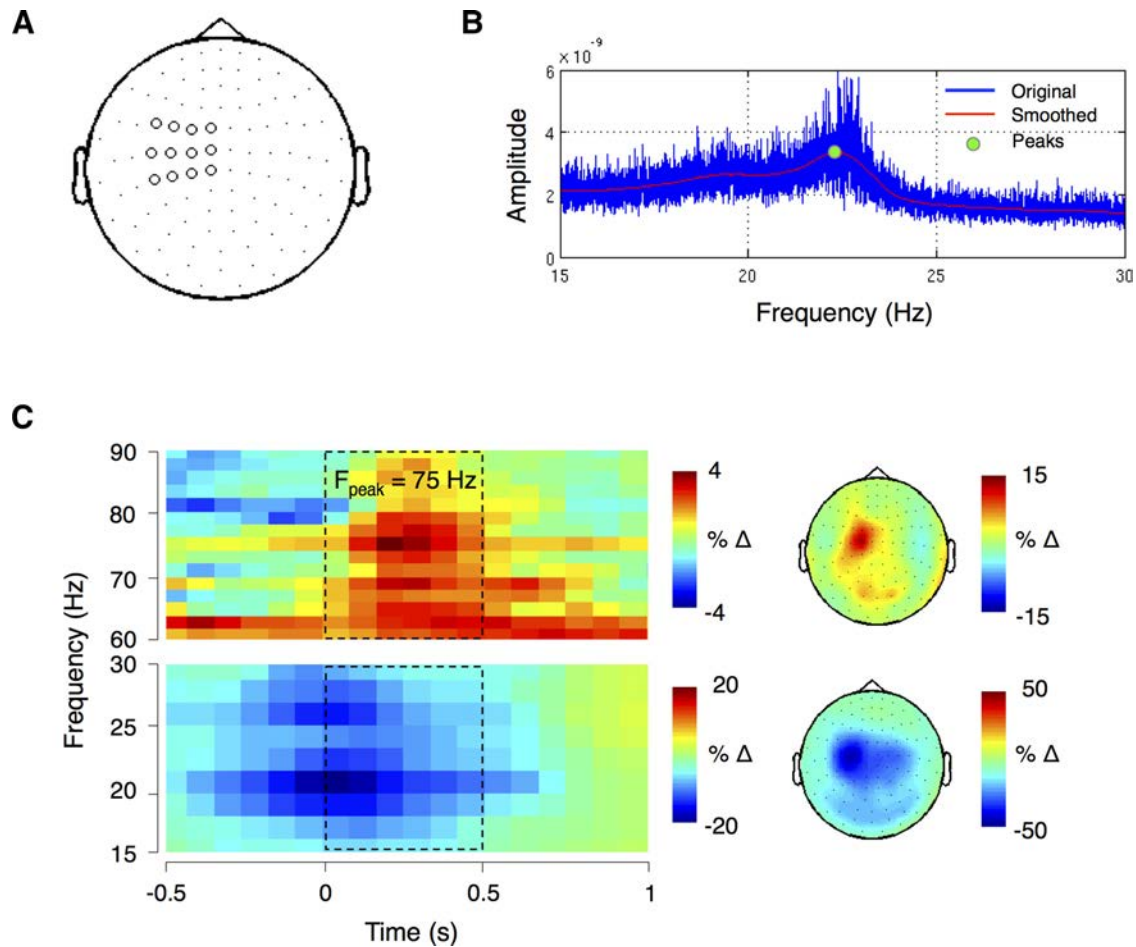 A
B
× 10⁻⁹
6
4
2
0
Amplitude
Original
Smoothed
Peaks
15
20
25
30
Frequency (Hz)
C
Frequency (Hz)
90
80
70
60
F_peak = 75 Hz
4
% Δ
-4
15
% Δ
-15
30
25
20
15
20
% Δ
-20
50
% Δ
-50
-0.5
0
0.5
1
Time (s)